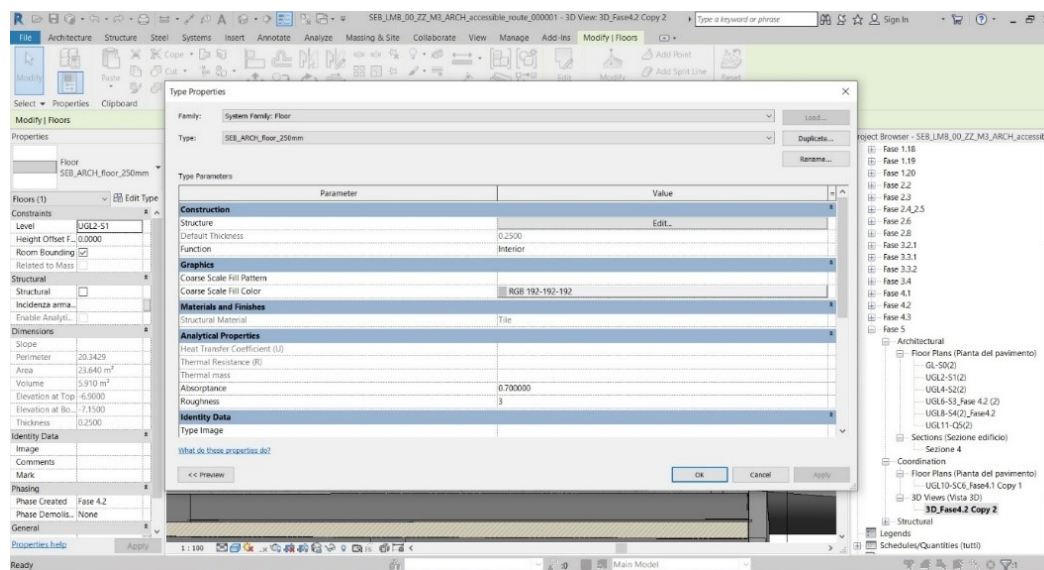 SEB_LMB_00_ZZ_M3_ARCH_accessible_route_000001 - 3D View: 3D_Fase4.2 Copy 2
Type a keyword or phrase
Sign In
File Architecture Structure Steel Systems Insert Annotate Analyze Massing & Site Collaborate View Manage Add-Ins Modify | Floors
Modify
Paste
Cope
Cut
Edit
Modify
Add Point
Add Split Line
Reset
Select Properties Clipboard
Modify | Floors
Properties
Floor
SEB_ARCH_floor_250mm
Floors (1)
Edit Type
Constraints
Level UGL2-S1
Height Offset F... 0.0000
Room Bounding
Related to Mass
Structural
Structural
Incidenza arma...
Enable Analyti...
Dimensions
Slope
Perimeter 20.3429
Area 23.640 m²
Volume 5.910 m³
Elevation at Top -6.9000
Elevation at Bo... -7.1500
Thickness 0.2500
Identity Data
Image
Comments
Mark
Phasing
Phase Created Fase 4.2
Phase Demolis... None
General
Properties help
Apply
Ready
Type Properties
Family: System Family: Floor
Load...
Type: SEB_ARCH_floor_250mm
Duplicate...
Rename...
Type Parameters
Parameter Value
Construction
Structure Edit...
Default Thickness 0.2500
Function Interior
Graphics
Coarse Scale Fill Pattern
Coarse Scale Fill Color RGB 192-192-192
Materials and Finishes
Structural Material Tile
Analytical Properties
Heat Transfer Coefficient (U)
Thermal Resistance (R)
Thermal mass
Absorptance 0.700000
Roughness 3
Identity Data
Type Image
What do these properties do?
<< Preview
OK Cancel Apply
1 : 100
:0
Main Model
roject Browser - SEB_LMB_00_ZZ_M3_ARCH_accessit
Fase 1.18
Fase 1.19
Fase 1.20
Fase 2.2
Fase 2.3
Fase 2.4_2.5
Fase 2.6
Fase 2.8
Fase 3.2.1
Fase 3.3.1
Fase 3.3.2
Fase 3.4
Fase 4.1
Fase 4.2
Fase 4.3
Fase 5
Architectural
Floor Plans (Pianta del pavimento)
GL-S0(2)
UGL2-S1(2)
UGL4-S2(2)
UGL6-S3_Fase 4.2 (2)
UGL8-S4(2)_Fase4.2
UGL11-Q5(2)
Sections (Sezione edificio)
Sezione 4
Coordination
Floor Plans (Pianta del pavimento)
UGL10-SC6_Fase4.1 Copy 1
3D Views (Vista 3D)
3D_Fase4.2 Copy 2
Structural
Legends
Schedules/Quantities (tutti)